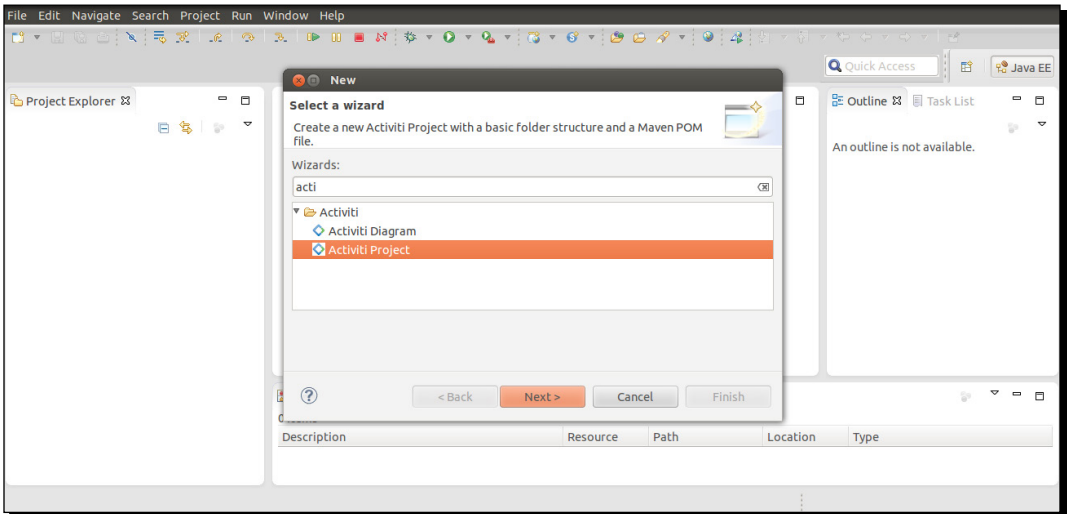 File Edit Navigate Search Project Run Window Help
Quick Access
Java EE
Project Explorer
New
Select a wizard
Create a new Activiti Project with a basic folder structure and a Maven POM
file.
Wizards:
acti
Activiti
Activiti Diagram
Activiti Project
< Back
Next >
Cancel
Finish
Outline
Task List
An outline is not available.
Description
Resource
Path
Location
Type